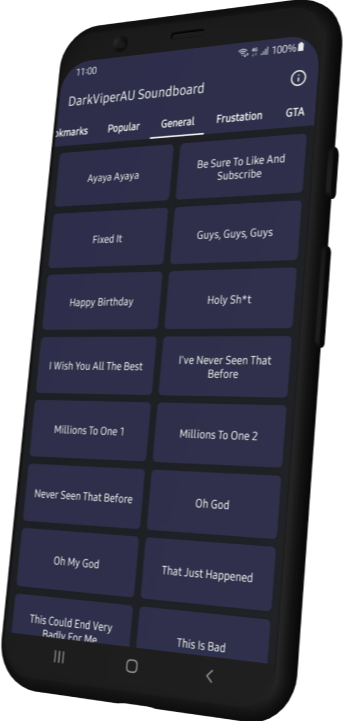 11:00
100%
DarkViperAU Soundboard
okmarks
Popular
General
Frustation
GTA
Ayaya Ayaya
Be Sure To Like And
Subscribe
Fixed It
Guys, Guys, Guys
Happy Birthday
Holy Sh*t
I Wish You All The Best
I've Never Seen That
Before
Millions To One 1
Millions To One 2
Never Seen That Before
Oh God
Oh My God
That Just Happened
This Could End Very
Badly For Me
This Is Bad